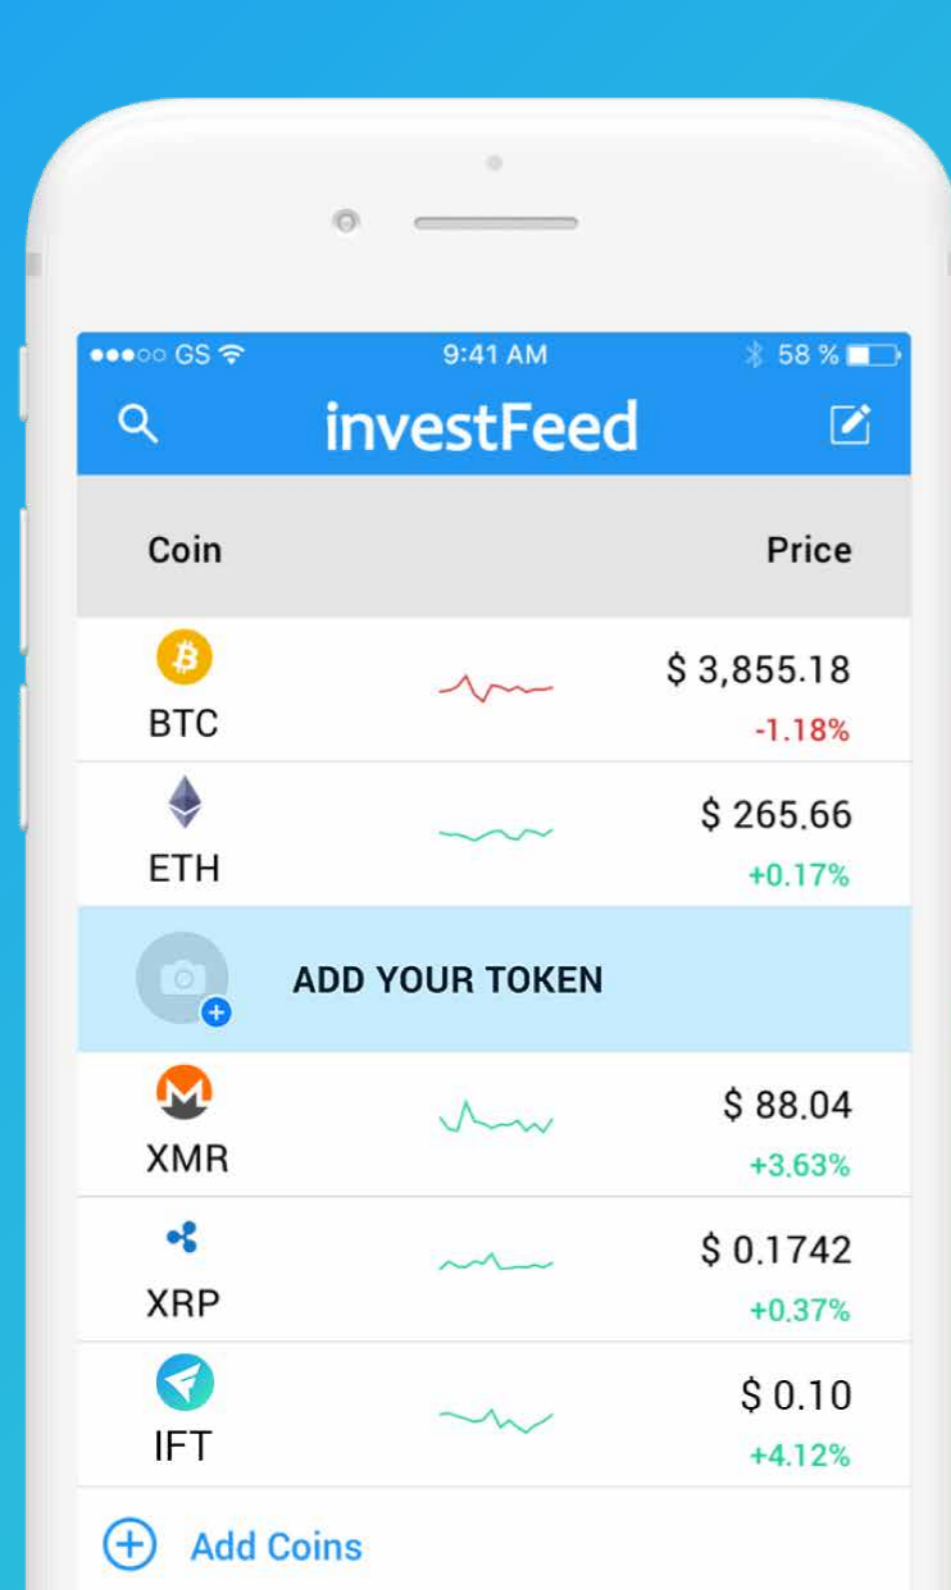 GS 9:41 AM 58 %
investFeed
Coin Price
$ 3,855.18
BTC
-1.18%
$ 265.66
ETH
+0.17%
ADD YOUR TOKEN
$ 88.04
XMR
+3.63%
$ 0.1742
XRP
+0.37%
$ 0.10
IFT
+4.12%
Add Coins